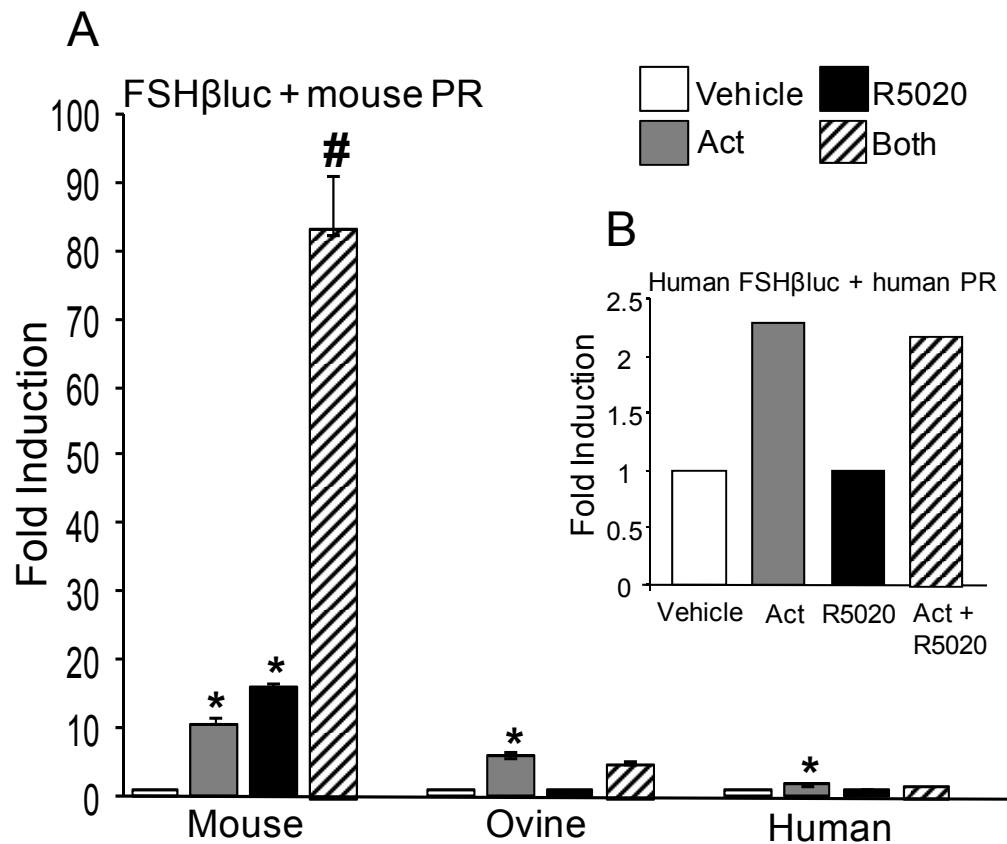 A
FSHβluc + mouse PR
Vehicle
R5020
Act
Both
Fold Induction
100
90
80
70
60
50
40
30
20
10
0
#
*
*
*
*
Mouse
Ovine
Human
B
Human FSHβluc + human PR
Fold Induction
2.5
2
1.5
1
0.5
0
Vehicle
Act
R5020
Act +
R5020